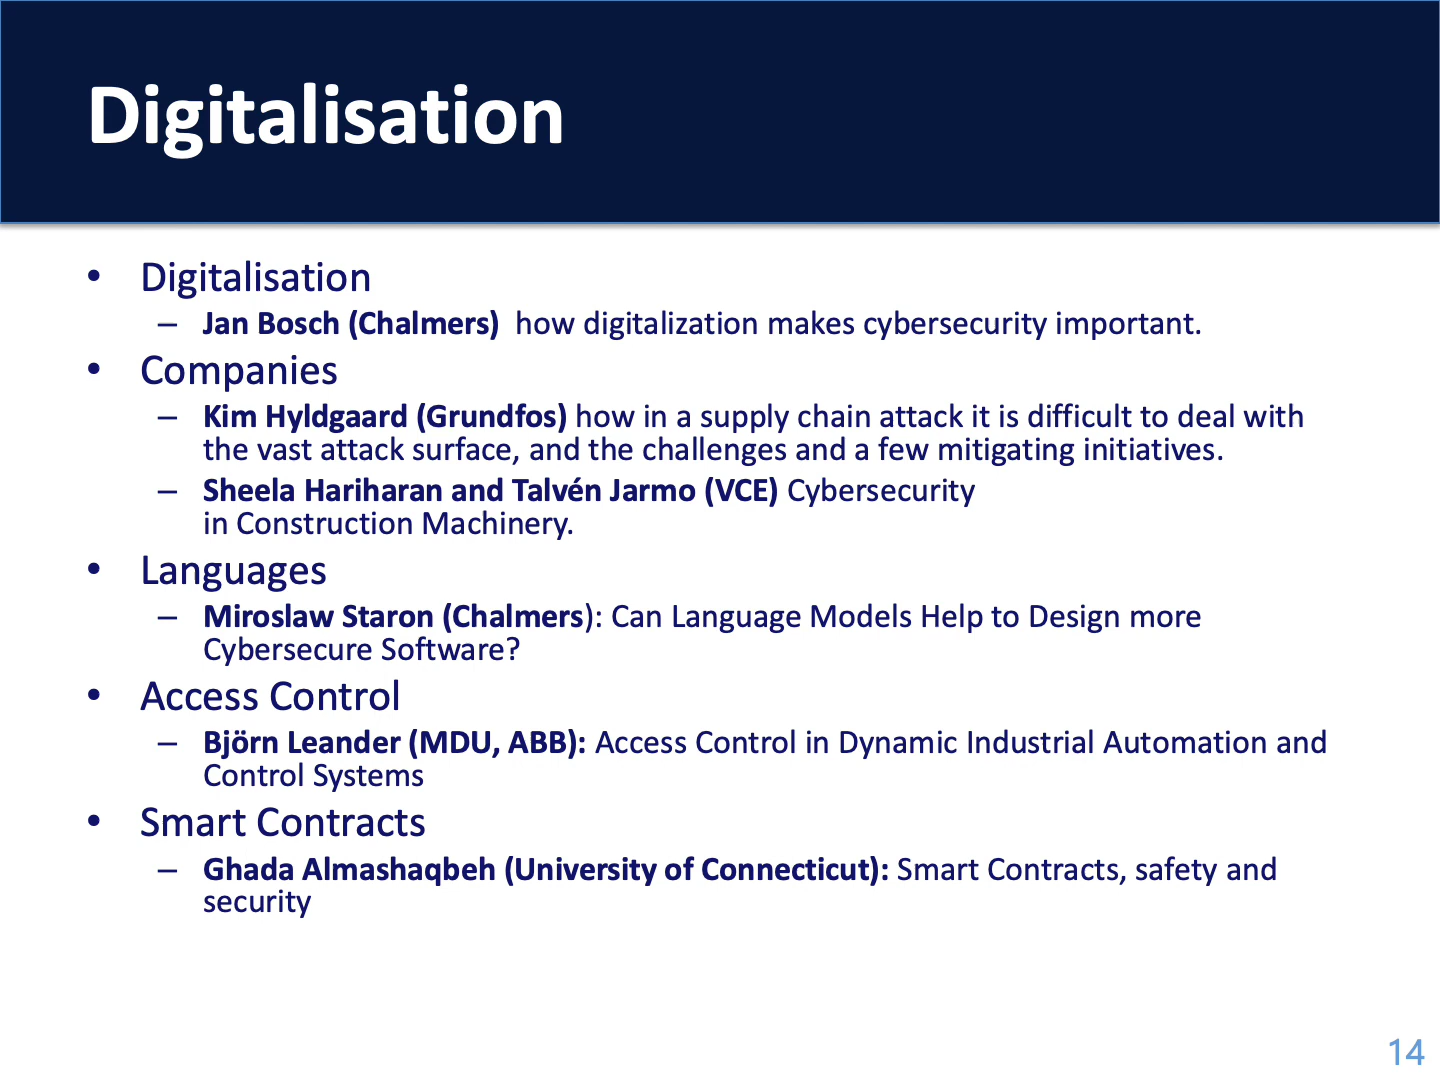 Digitalisation
• Digitalisation
– Jan Bosch (Chalmers)  how digitalization makes cybersecurity important.
• Companies
– Kim Hyldgaard (Grundfos) how in a supply chain attack it is difficult to deal with
the vast attack surface, and the challenges and a few mitigating initiatives.
– Sheela Hariharan and Talvén Jarmo (VCE) Cybersecurity
in Construction Machinery.
• Languages
– Miroslaw Staron (Chalmers): Can Language Models Help to Design more
Cybersecure Software?
• Access Control
– Björn Leander (MDU, ABB): Access Control in Dynamic Industrial Automation and
Control Systems
• Smart Contracts
– Ghada Almashaqbeh (University of Connecticut): Smart Contracts, safety and
security
14